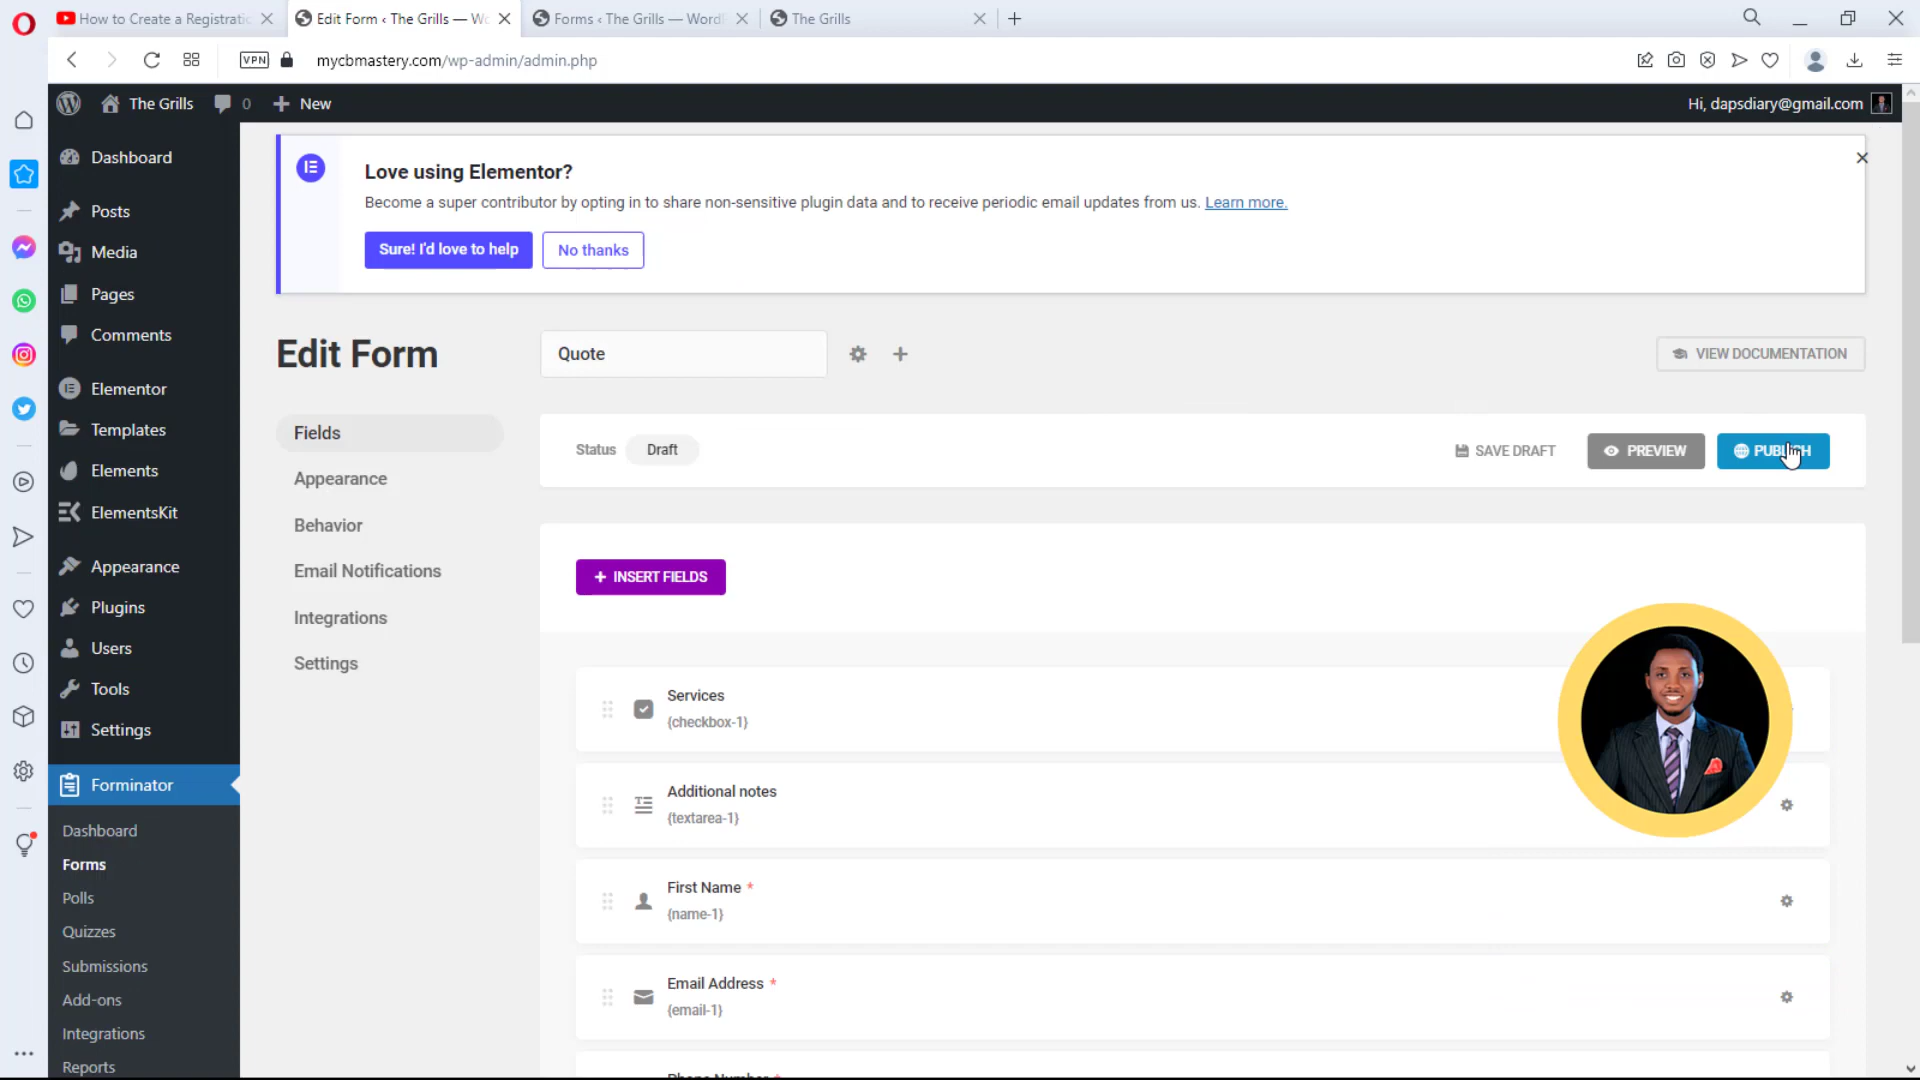 How to Create a Registratio
Edit Form ‹ The Grills — Wo
Forms ‹ The Grills — WordP
The Grills
VPN
mycbmastery.com/wp-admin/admin.php
The Grills
0
New
Hi, dapsdiary@gmail.com
Dashboard
Posts
Media
Pages
Comments
Elementor
Templates
Elements
ElementsKit
Appearance
Plugins
Users
Tools
Settings
Forminator
Dashboard
Forms
Polls
Quizzes
Submissions
Add-ons
Integrations
Reports
Love using Elementor?
Become a super contributor by opting in to share non-sensitive plugin data and to receive periodic email updates from us. Learn more.
Sure! I'd love to help
No thanks
Edit Form
Quote
VIEW DOCUMENTATION
Fields
Appearance
Behavior
Email Notifications
Integrations
Settings
Status
Draft
SAVE DRAFT
PREVIEW
PUBLISH
+ INSERT FIELDS
Services
{checkbox-1}
Additional notes
{textarea-1}
First Name *
{name-1}
Email Address *
{email-1}
Phone Number *